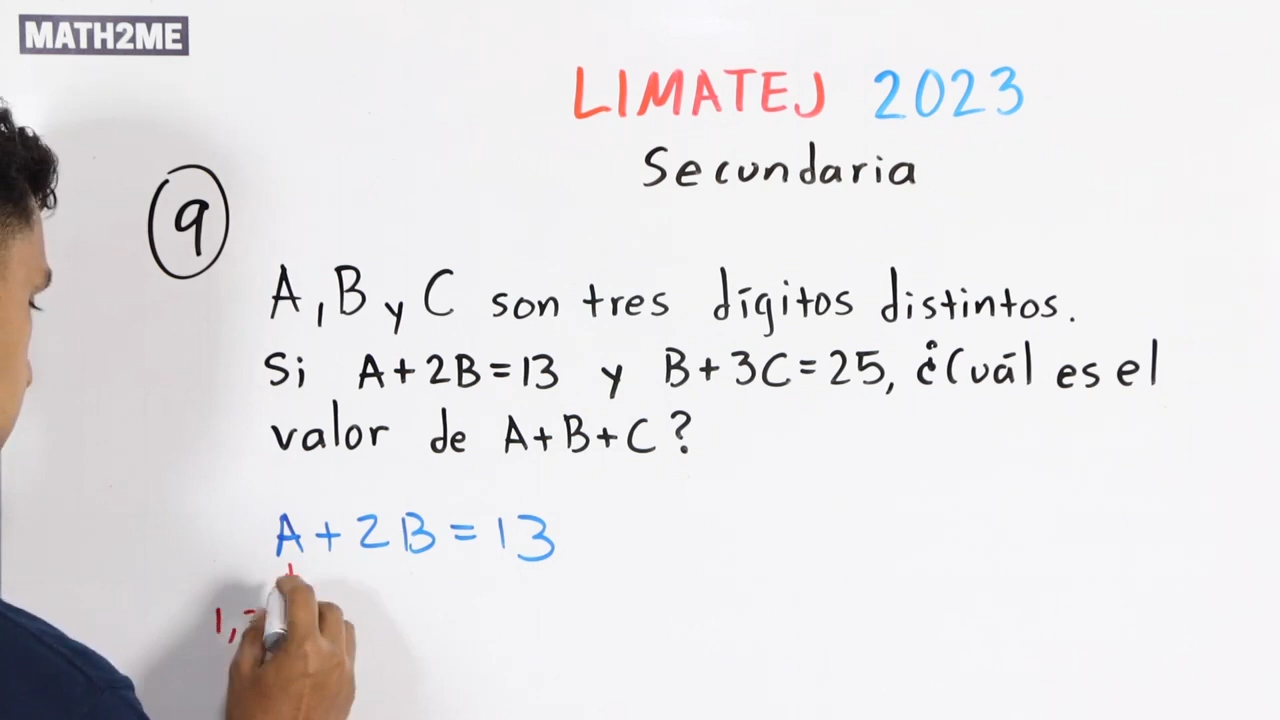 MATH2ME
LIMATEJ 2023
Secundaria
9
A, B y C son tres dígitos distintos.
Si A+2B=13 y B+3C=25, ¿Cuál es el
valor de A+B+C?
A+2B=13
1,